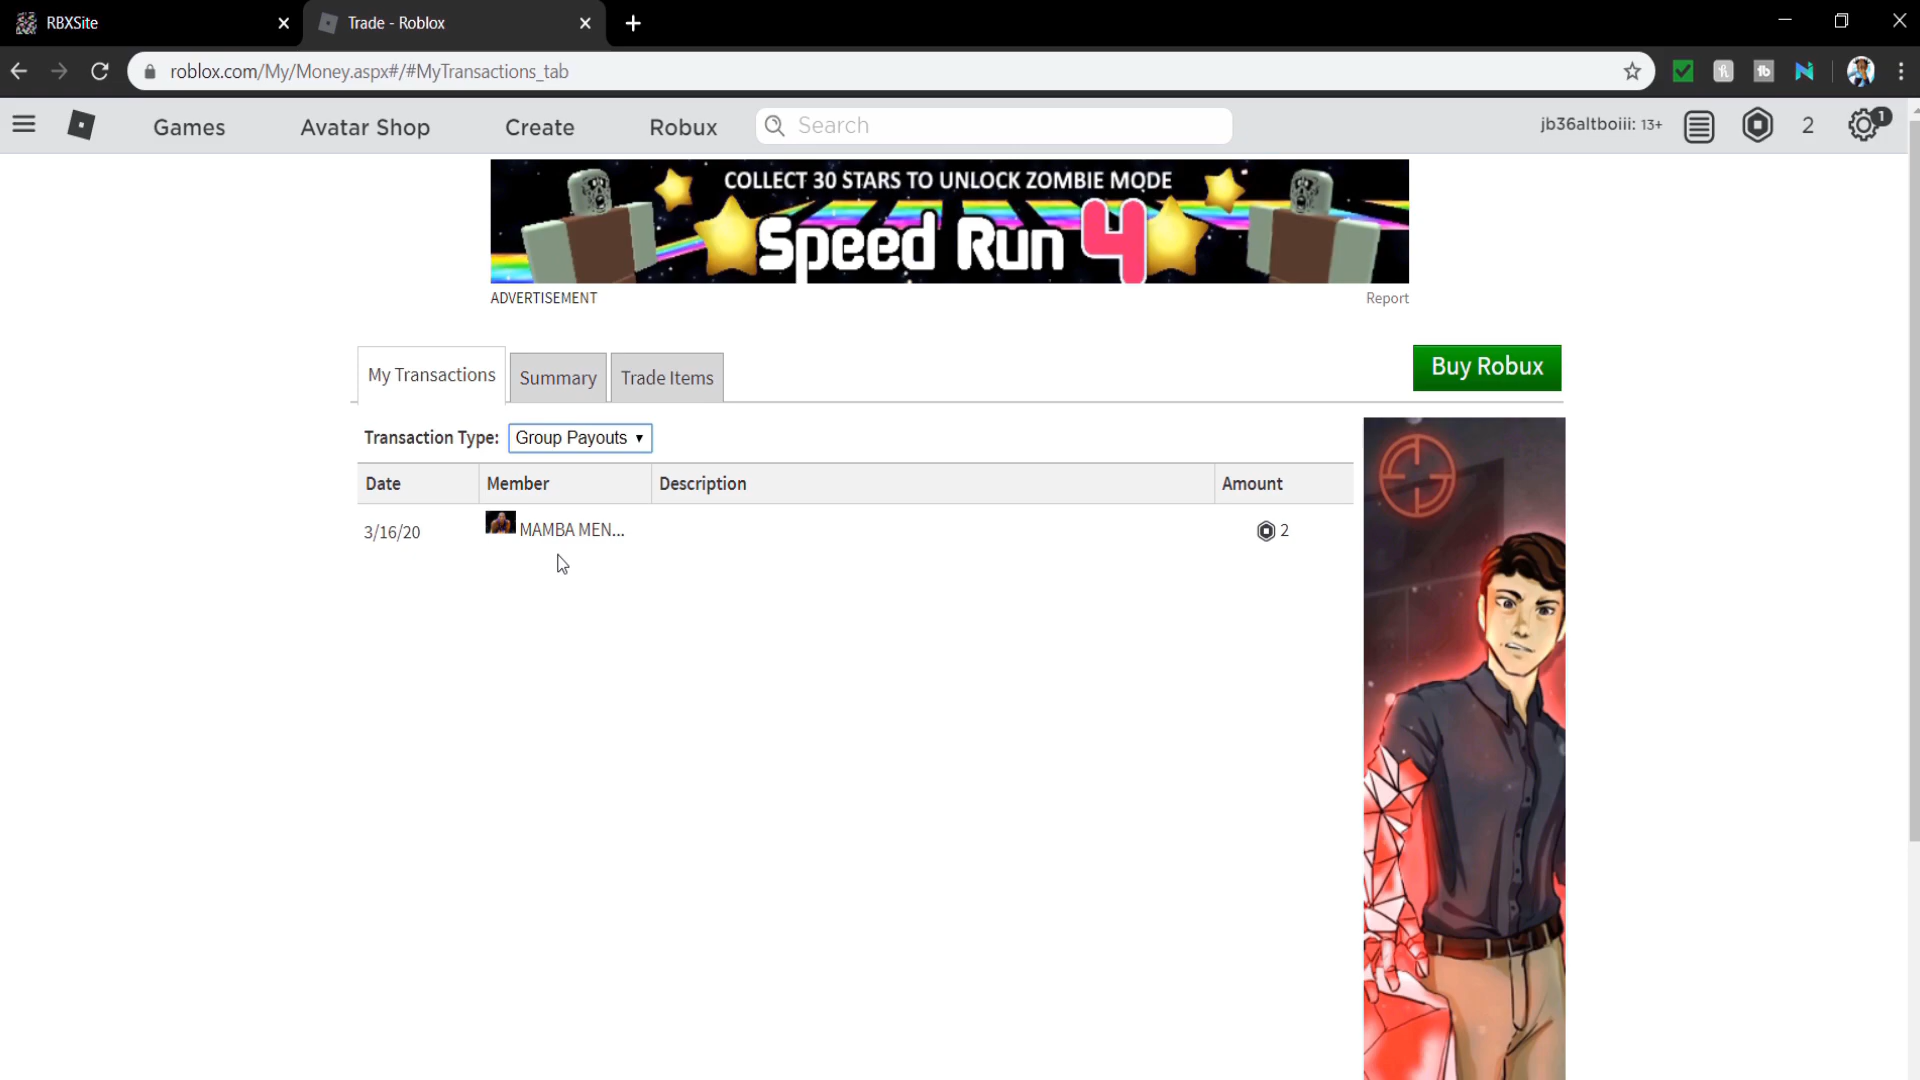 RBXSite
Trade - Roblox
roblox.com/My/Money.aspx#/#MyTransactions_tab
Games
Avatar Shop
Create
Robux
Search
jb36altboiii: 13+
2
1
COLLECT 30 STARS TO UNLOCK ZOMBIE MODE
Speed Run 4
ADVERTISEMENT
Report
My Transactions
Summary
Trade Items
Buy Robux
Transaction Type: Group Payouts
Date Member Description Amount
3/16/20 MAMBA MEN... 2